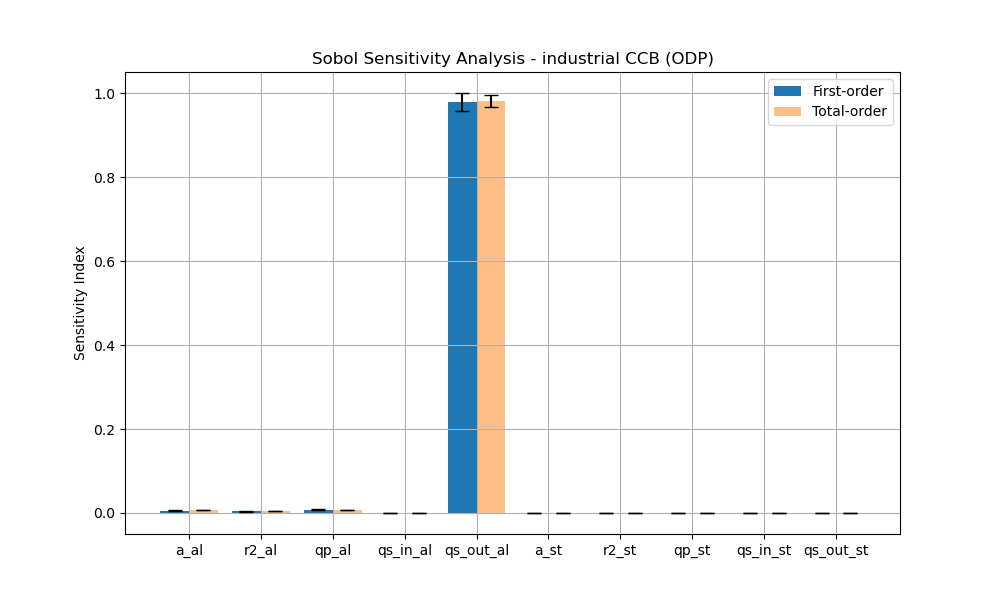 Sobol Sensitivity Analysis - industrial CCB (ODP)
First-order
Total-order
Sensitivity Index
1.0
0.8
0.6
0.4
0.2
0.0
a_al r2_al qp_al qs_in_al qs_out_al a_st r2_st qp_st qs_in_st qs_out_st